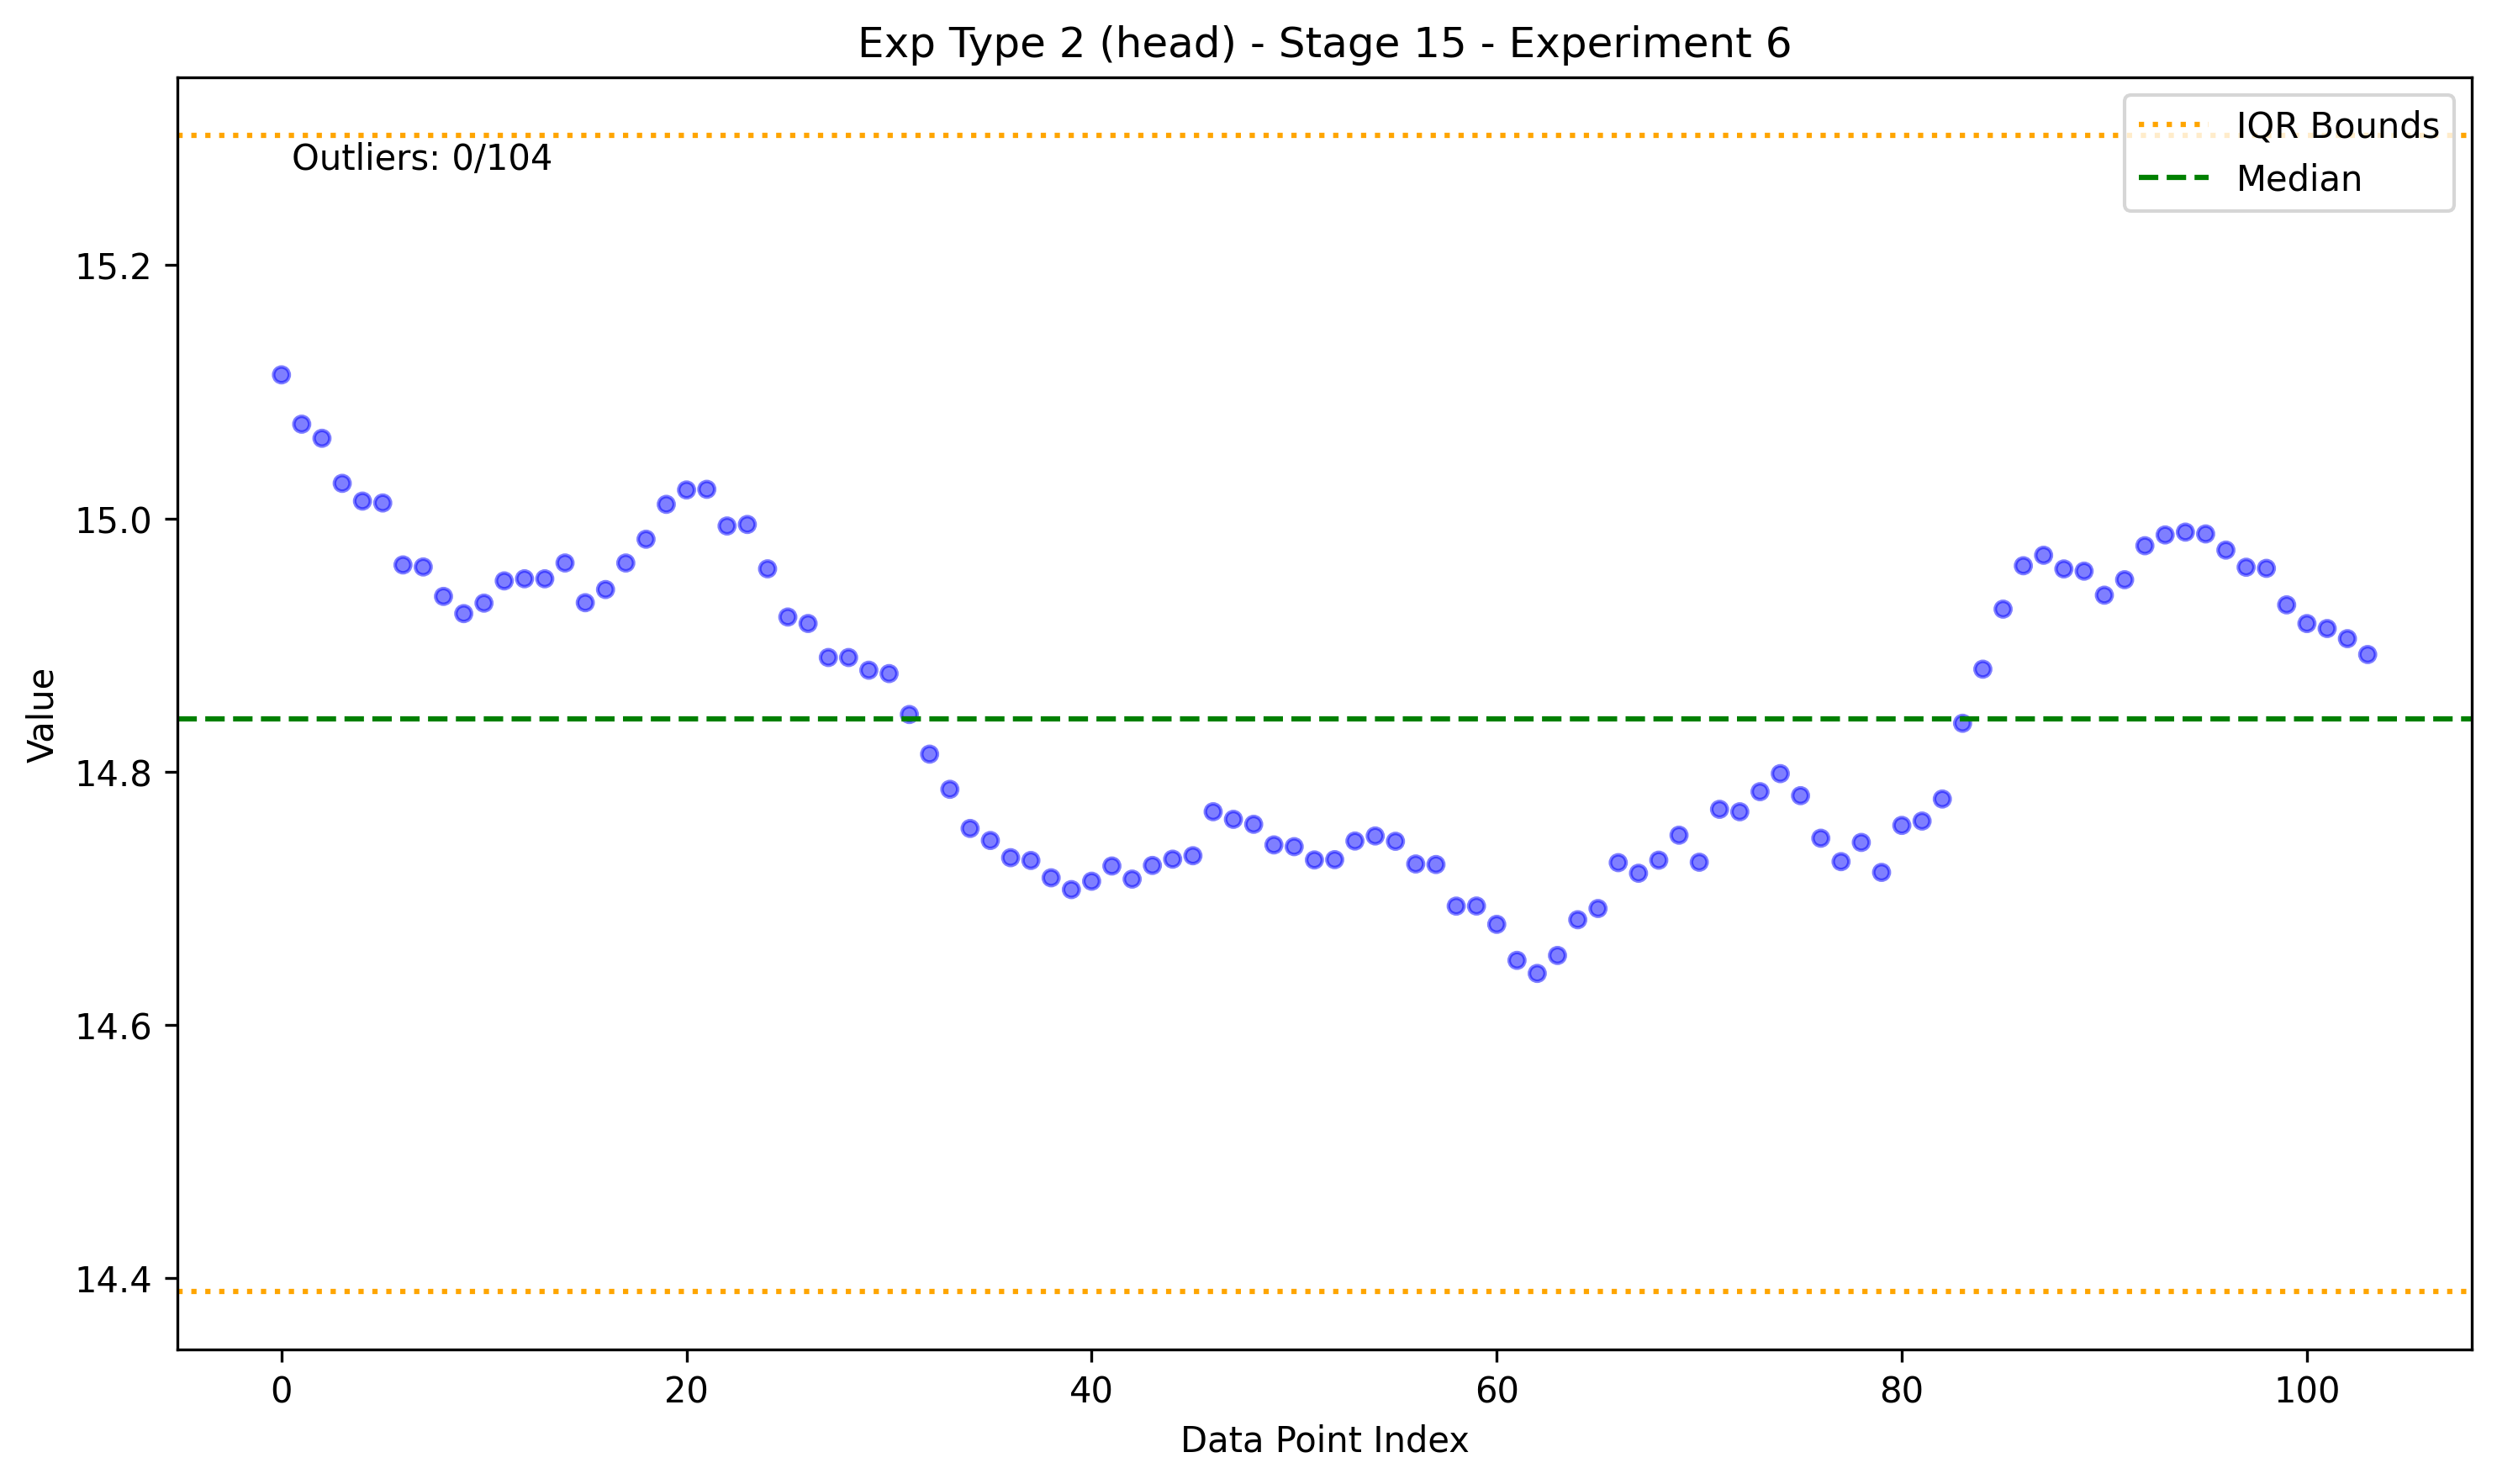 Exp Type 2 (head) - Stage 15 - Experiment 6
IQR Bounds
Median
Outliers: 0/104
15.2
15.0
14.8
14.6
14.4
Value
0
20
40
60
80
100
Data Point Index